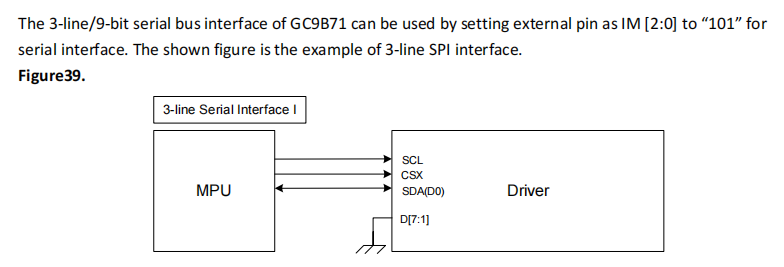 The 3-line/9-bit serial bus interface of GC9B71 can be used by setting external pin as IM [2:0] to “101” for
serial interface. The shown figure is the example of 3-line SPI interface.
Figure39.
3-line Serial Interface I
MPU
SCL
CSX
SDA(D0)
Driver
D[7:1]